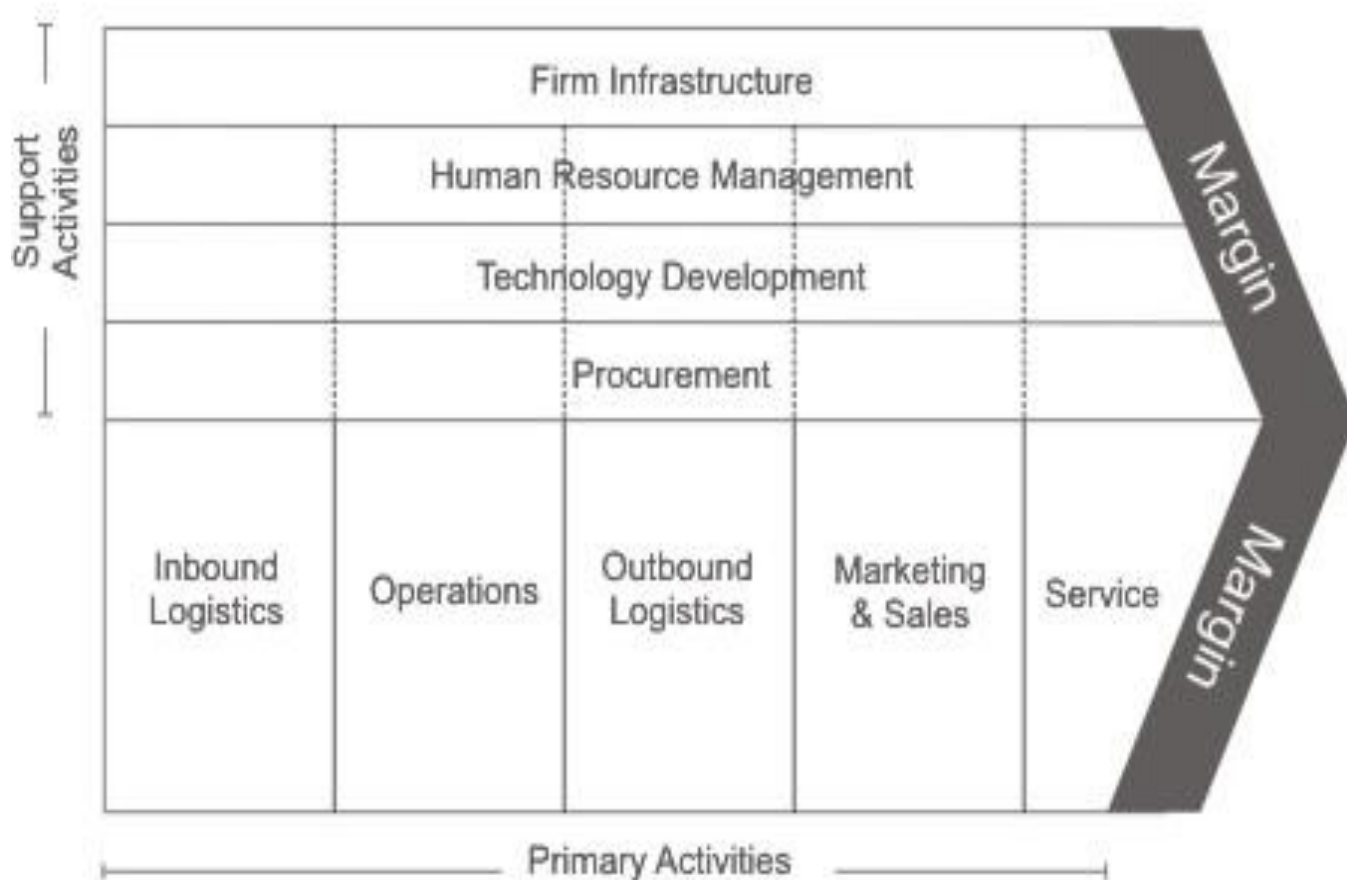 Support
Activities
Firm Infrastructure
Human Resource Management
Technology Development
Procurement
Inbound
Logistics
Operations
Outbound
Logistics
Marketing
& Sales
Service
Margin
Margin
Primary Activities